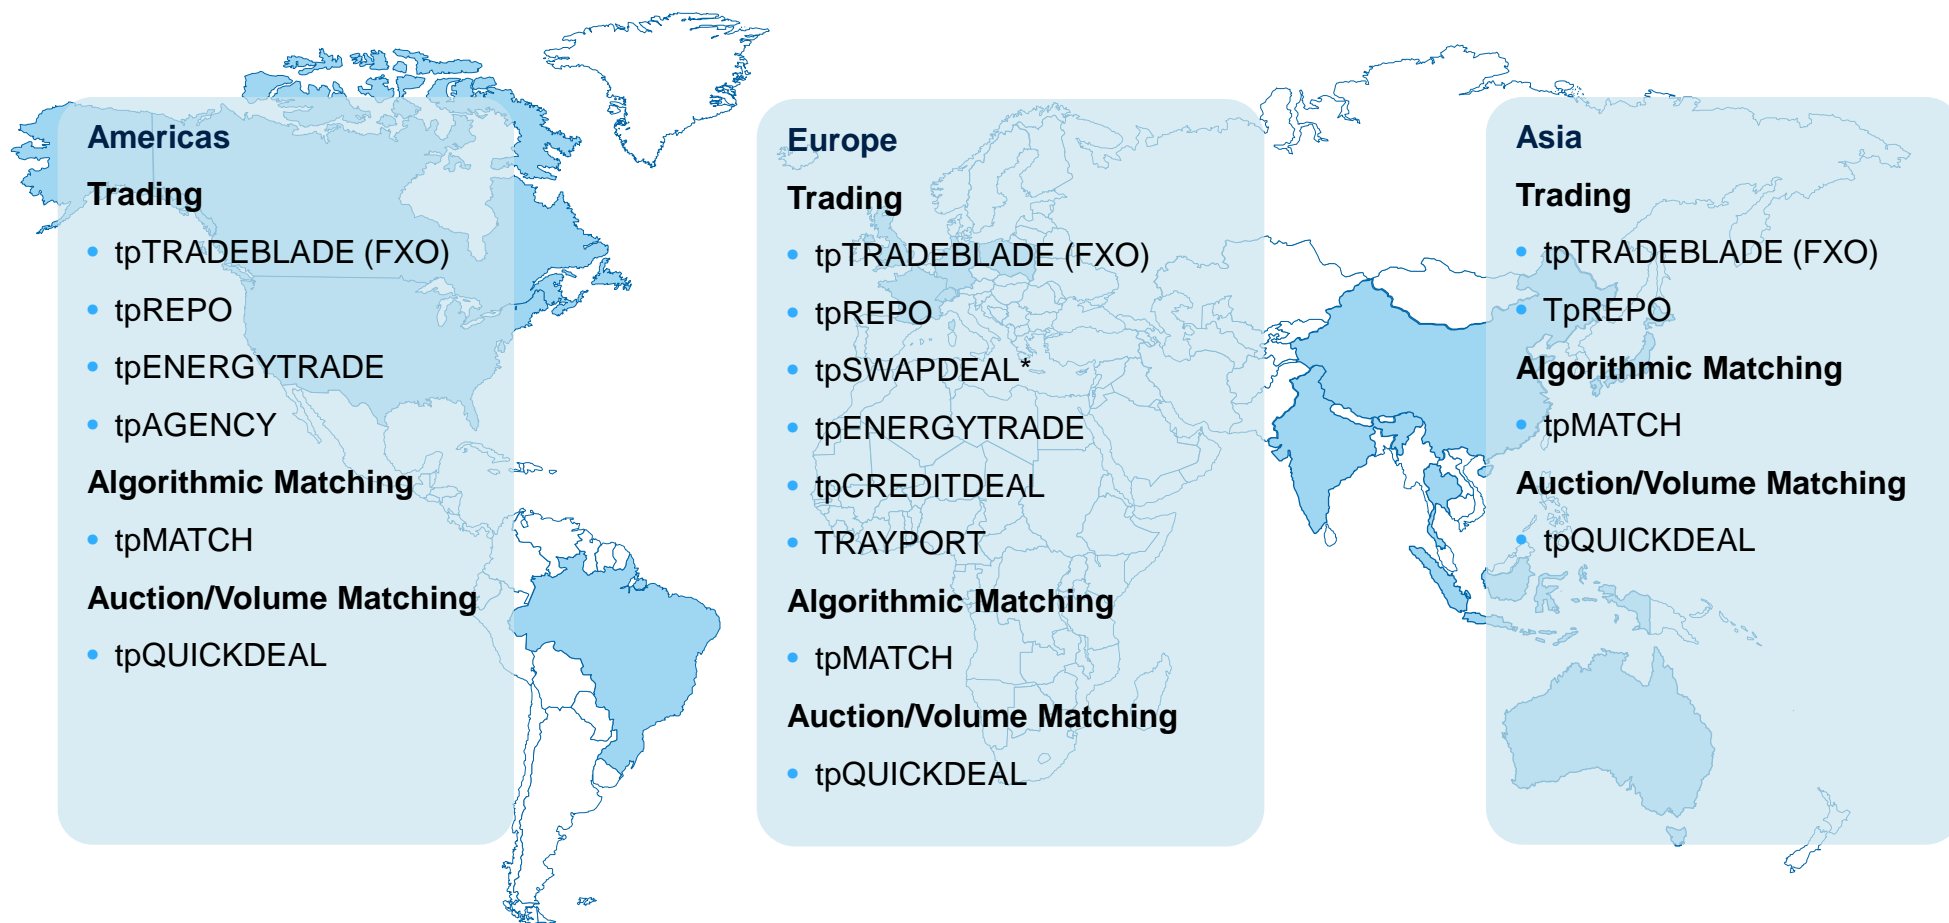 Americas
Trading
• tpTRADEBLADE (FXO)
• tpREPO
• tpENERGYTRADE
• tpAGENCY
Algorithmic Matching
• tpMATCH
Auction/Volume Matching
• tpQUICKDEAL
Europe
Trading
• tpTRADEBLADE (FXO)
• tpREPO
• tpSWAPDEAL*
• tpENERGYTRADE
• tpCREDITDEAL
• TRAYPORT
Algorithmic Matching
• tpMATCH
Auction/Volume Matching
• tpQUICKDEAL
Asia
Trading
• tpTRADEBLADE (FXO)
• TpREPO
Algorithmic Matching
• tpMATCH
Auction/Volume Matching
• tpQUICKDEAL